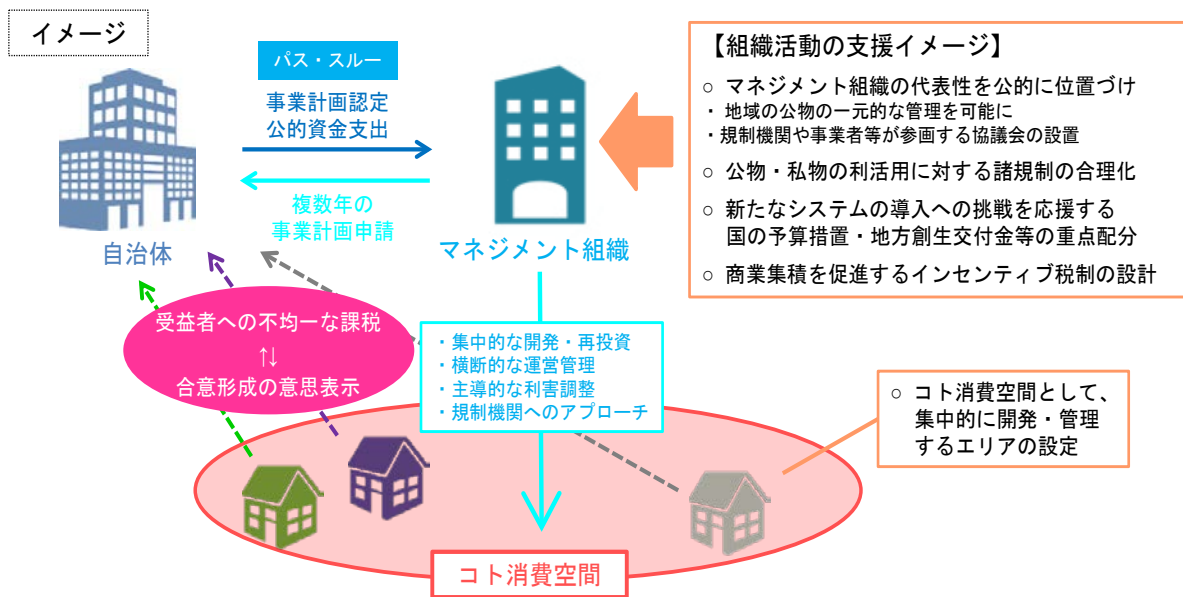 イメージ
パス・スルー
事業計画認定
公的資金支出
複数年の
事業計画申請
自治体
マネジメント組織
【組織活動の支援イメージ】
○ マネジメント組織の代表性を公的に位置づけ
・ 地域の公物の一元的な管理を可能に
・規制機関や事業者等が参画する協議会の設置
○ 公物・私物の利活用に対する諸規制の合理化
○ 新たなシステムの導入への挑戦を応援する
国の予算措置・地方創生交付金等の重点配分
○ 商業集積を促進するインセンティブ税制の設計
受益者への不均一な課税
↑↓
合意形成の意思表示
・集中的な開発・再投資
・横断的な運営管理
・主導的な利害調整
・規制機関へのアプローチ
○ コト消費空間として、
集中的に開発・管理
するエリアの設定
コト消費空間